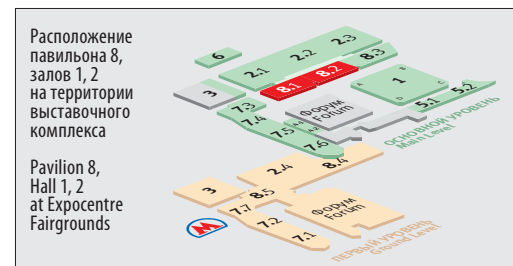 Расположение
павильона 8,
залов 1, 2
на территории
выставочного
комплекса
Pavilion 8,
Hall 1, 2
at Expocentre
Fairgrounds
6
2.1
2.2
2.3
8.3
8.1
8.2
3
7.3
7.4
7.5
7.6
Форум
Forum
A
B
C
D
1
5.1
5.2
ОСНОВНОЙ УРОВЕНЬ
Main Level
3
2.4
8.4
8.5
7.7
7.2
7.1
Форум
Forum
М
ПЕРВЫЙ УРОВЕНЬ
Ground Level